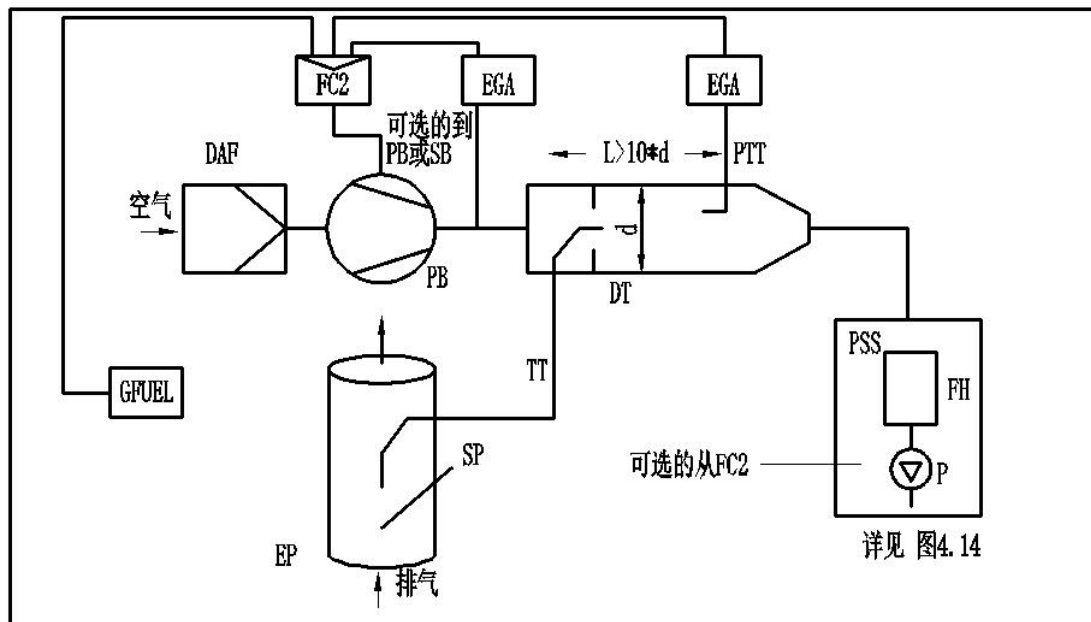 FC2
EGA
EGA
可选的到
PB或SB
DAF
L>10*d
PTT
空气
d
PB
DT
PSS
TT
FH
GFUEL
SP
可选的从FC2
P
EP
排气
详见 图4.14